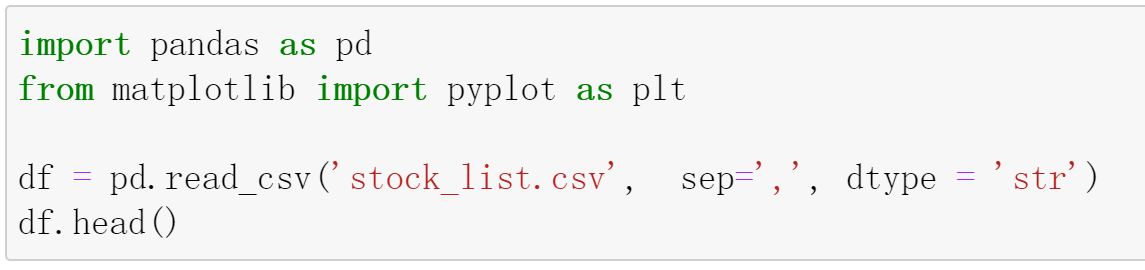 import pandas as pd
from matplotlib import pyplot as plt
df = pd.read_csv('stock_list.csv',  sep=',', dtype = 'str')
df.head()